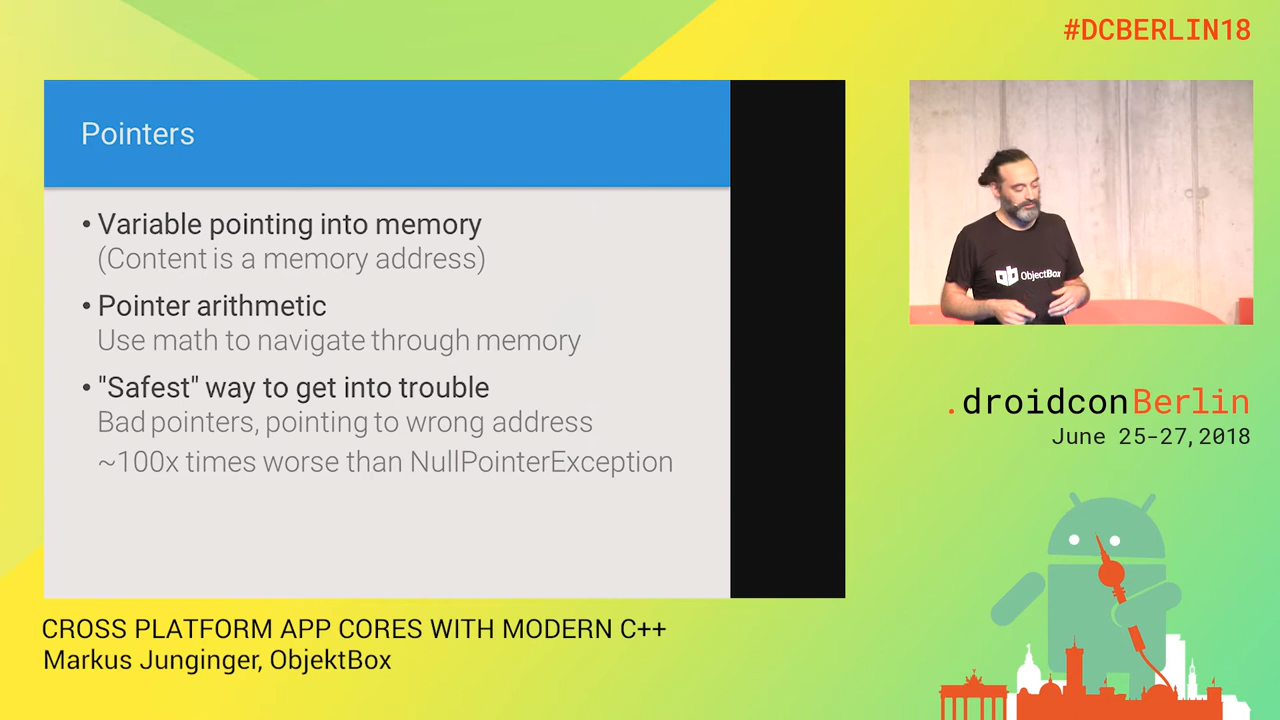 #DCBERLIN18
Pointers
• Variable pointing into memory
(Content is a memory address)
• Pointer arithmetic
Use math to navigate through memory
• "Safest" way to get into trouble
Bad pointers, pointing to wrong address
~100x times worse than NullPointerException
ObjectBox
.droidconBerlin
June 25-27, 2018
CROSS PLATFORM APP CORES WITH MODERN C++
Markus Junginger, ObjektBox